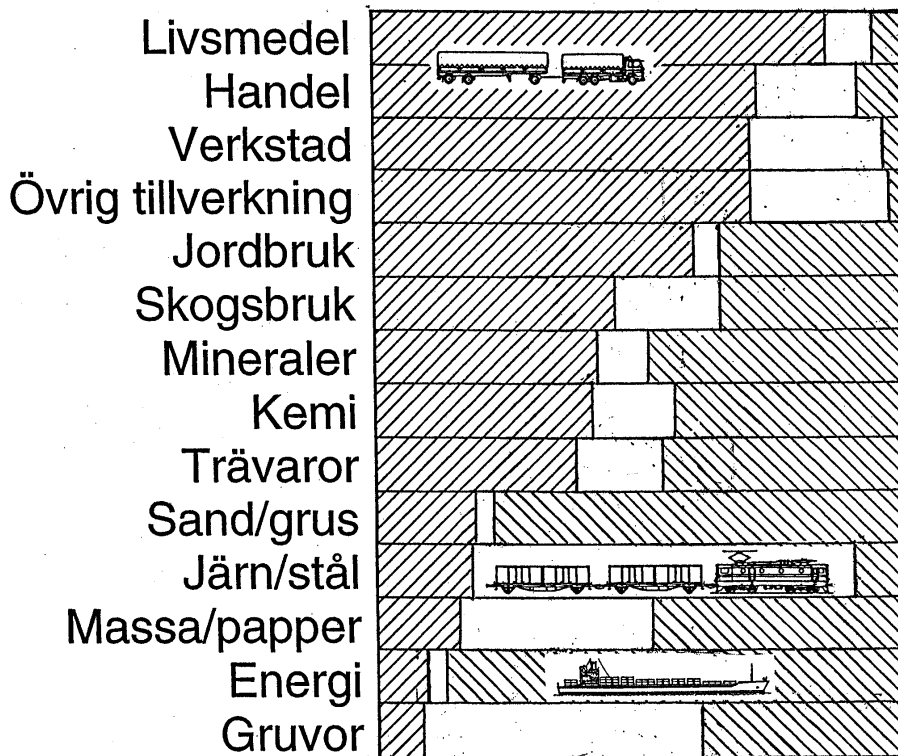 Livsmedel
Handel
Verkstad
Övrig tillverkning
Jordbruk
Skogsbruk
Mineraler
Kemi
Trävaror
Sand/grus
Järn/stål
Massa/papper
Energi
Gruvor